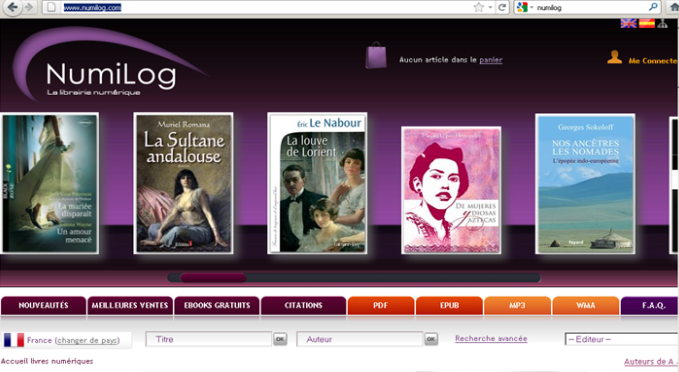 www.numilog.com
numilog
NumiLog
La librairie numérique
Aucun article dans le panier
Me Connecte
BLACK
La mariée
disparaît
Un amour
menacé
Muriel Romana
La Sultane
andalouse
Éric Le Nabour
La louve
de Lorient
DE MUJERES
y DIOSAS
AZTECAS
Georges Sokoloff
NOS ANCÊTRES
LES NOMADES
L'épopée indo-européenne
Fayard
NOUVEAUTÉS
MEILLEURES VENTES
EBOOKS GRATUITS
CITATIONS
PDF
EPUB
MP3
WMA
F.A.Q.
France (changer de pays)
Titre
OK
Auteur
OK
Recherche avancée
– Editeur –
Accueil livres numériques
Auteurs de A